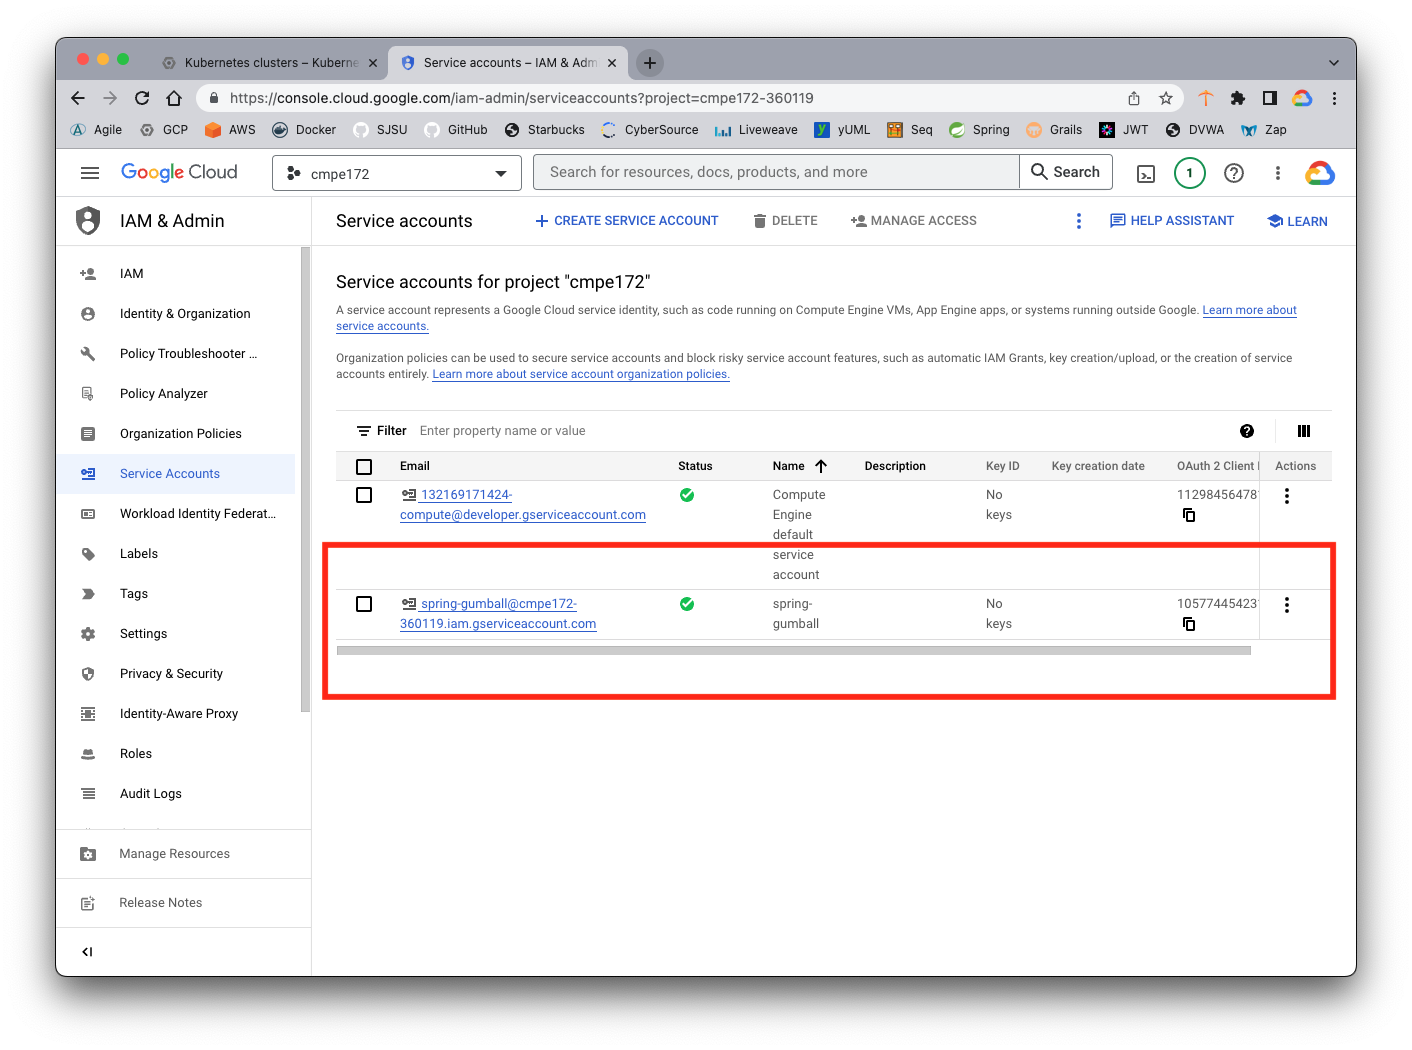 Kubernetes clusters – Kuberne
Service accounts – IAM & Adm
https://console.cloud.google.com/iam-admin/serviceaccounts?project=cmpe172-360119
Agile GCP AWS Docker SJSU GitHub Starbucks CyberSource Liveweave yUML Seq Spring Grails JWT DVWA Zap
Google Cloud
cmpe172
Search for resources, docs, products, and more
Search
1
IAM & Admin
IAM
Identity & Organization
Policy Troubleshooter ...
Policy Analyzer
Organization Policies
Service Accounts
Workload Identity Federat...
Labels
Tags
Settings
Privacy & Security
Identity-Aware Proxy
Roles
Audit Logs
Manage Resources
Release Notes
Service accounts
CREATE SERVICE ACCOUNT
DELETE
MANAGE ACCESS
HELP ASSISTANT
LEARN
Service accounts for project "cmpe172"
A service account represents a Google Cloud service identity, such as code running on Compute Engine VMs, App Engine apps, or systems running outside Google. Learn more about
service accounts.
Organization policies can be used to secure service accounts and block risky service account features, such as automatic IAM Grants, key creation/upload, or the creation of service
accounts entirely. Learn more about service account organization policies.
Filter Enter property name or value
Email Status Name Description Key ID Key creation date OAuth 2 Client Actions
132169171424-
compute@developer.gserviceaccount.com
Compute
Engine
default
service
account
No
keys
11298456478
spring-gumball@cmpe172-
360119.iam.gserviceaccount.com
spring-
gumball
No
keys
10577445423